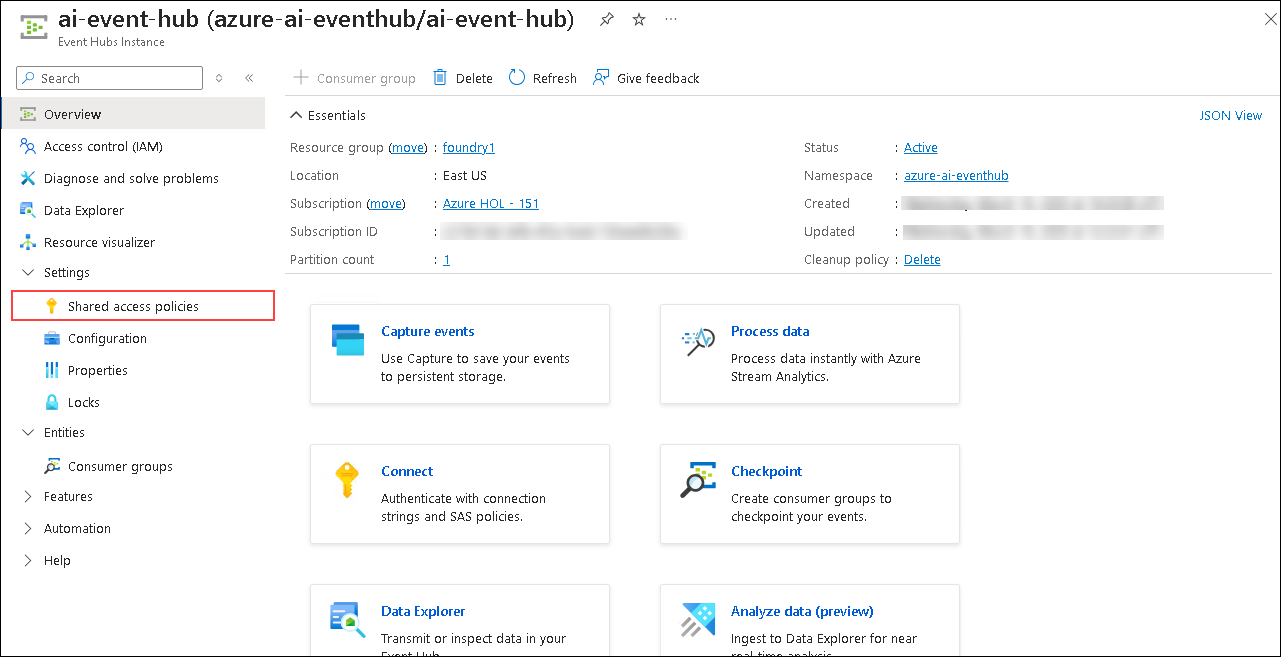 ai-event-hub (azure-ai-eventhub/ai-event-hub)
Event Hubs Instance
Search
Consumer group
Delete
Refresh
Give feedback
Overview
Access control (IAM)
Diagnose and solve problems
Data Explorer
Resource visualizer
Settings
Shared access policies
Configuration
Properties
Locks
Entities
Consumer groups
Features
Automation
Help
Essentials
JSON View
Resource group (move) : foundry1
Location : East US
Subscription (move) : Azure HOL - 151
Subscription ID :
Partition count : 1
Status : Active
Namespace : azure-ai-eventhub
Created :
Updated :
Cleanup policy : Delete
Capture events
Use Capture to save your events
to persistent storage.
Process data
Process data instantly with Azure
Stream Analytics.
Connect
Authenticate with connection
strings and SAS policies.
Checkpoint
Create consumer groups to
checkpoint your events.
Data Explorer
Transmit or inspect data in your
Event Hub.
Analyze data (preview)
Ingest to Data Explorer for near
real-time analysis.